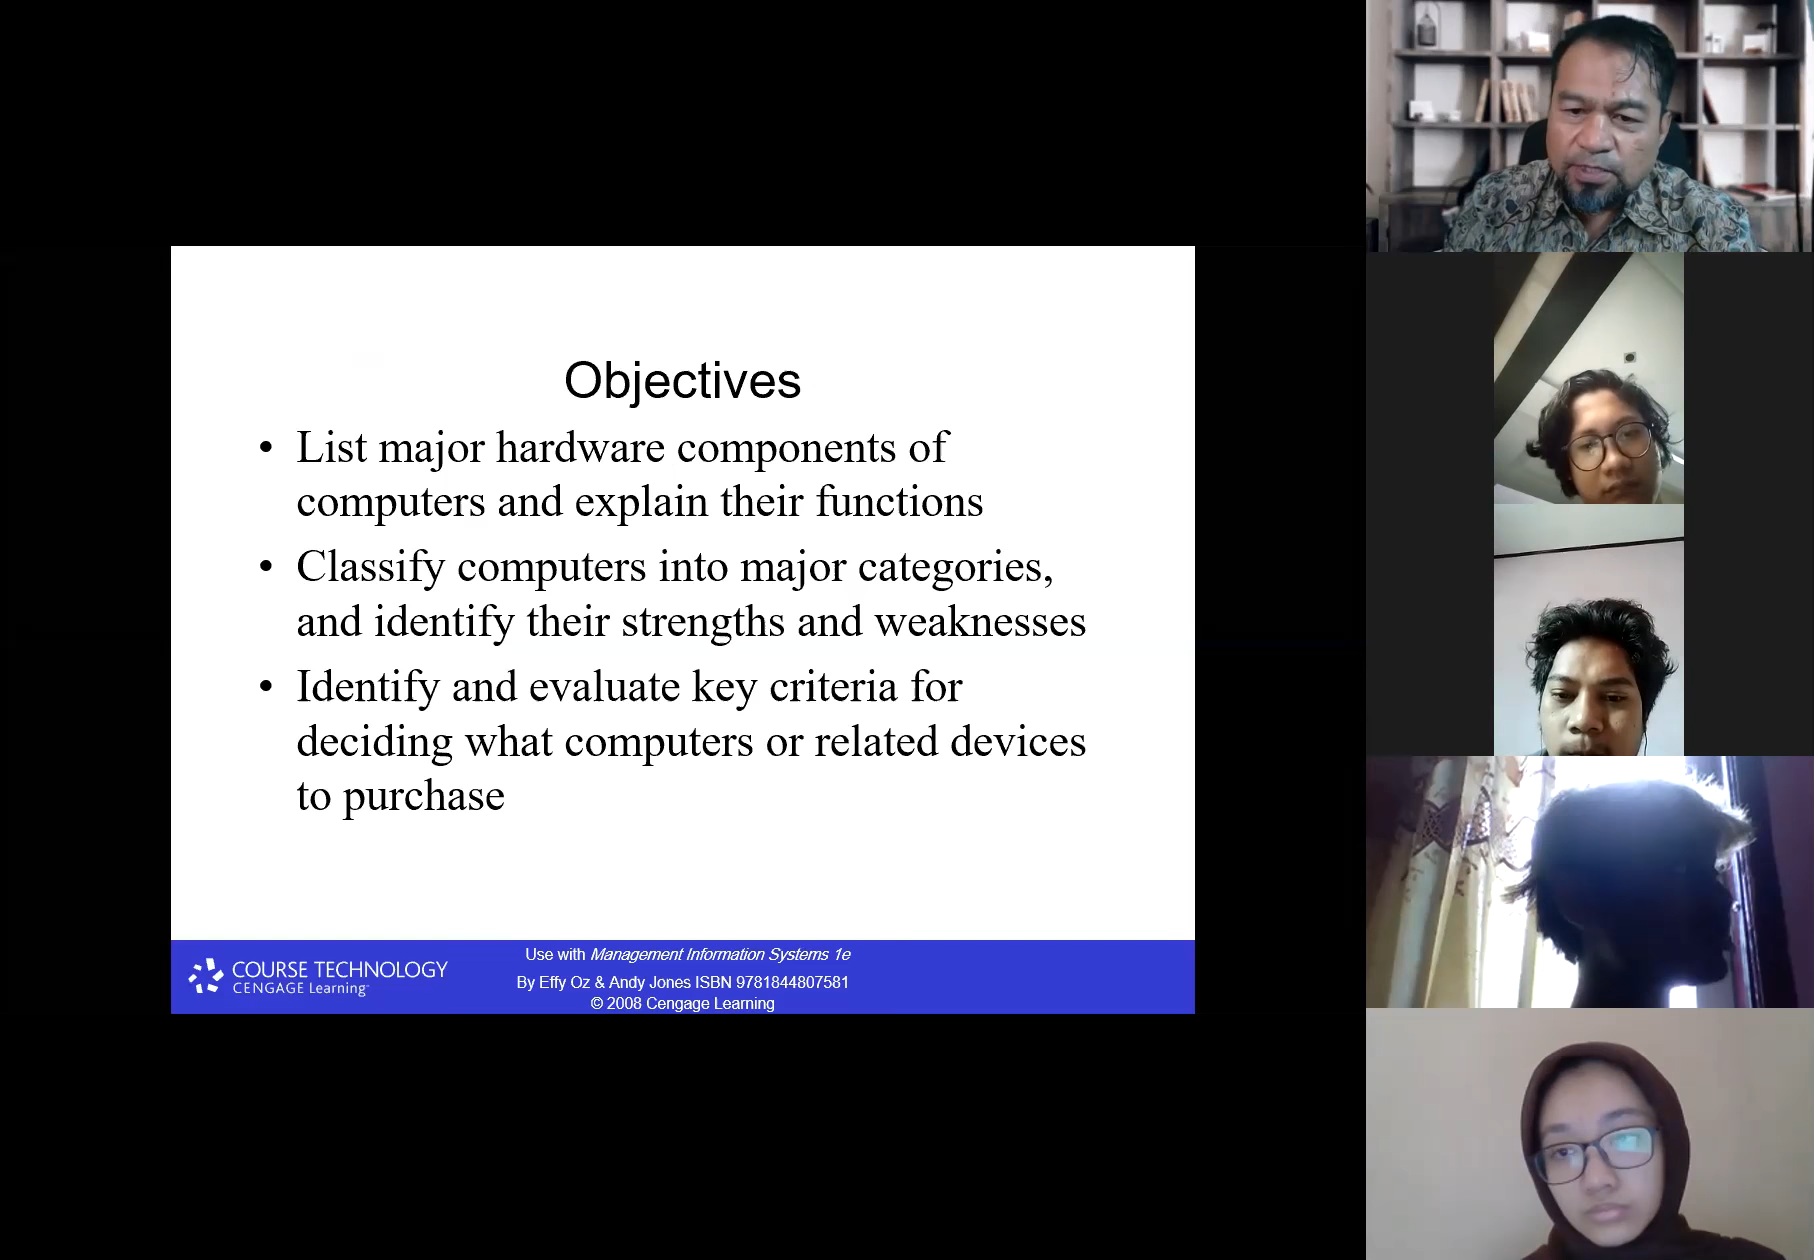 Objectives
• List major hardware components of
computers and explain their functions
• Classify computers into major categories,
and identify their strengths and weaknesses
• Identify and evaluate key criteria for
deciding what computers or related devices
to purchase
COURSE TECHNOLOGY
CENGAGE Learning™
Use with Management Information Systems 1e
By Effy Oz & Andy Jones ISBN 9781844807581
© 2008 Cengage Learning